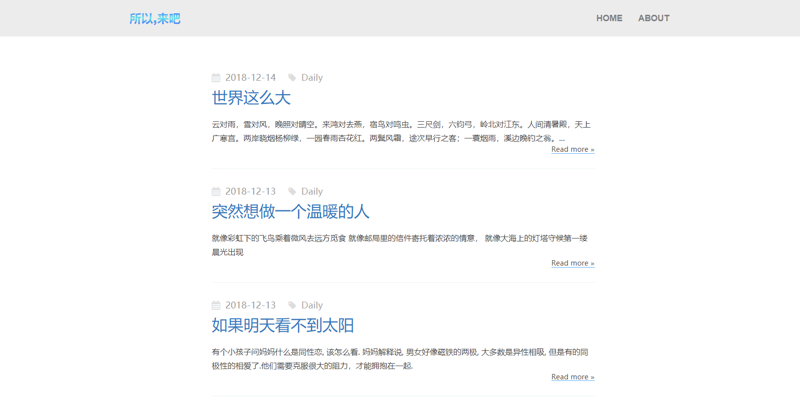 所以,来吧
HOME ABOUT
2018-12-14 Daily
世界这么大
云对雨，雪对风，晚照对晴空。来鸿对去燕，宿鸟对鸣虫。三尺剑，六钧弓，岭北对江东。人间清暑殿，天上
广寒宫。两岸晓烟杨柳绿，一园春雨杏花红。两鬓风霜，途次早行之客；一蓑烟雨，溪边晚钓之翁。...
Read more »
2018-12-13 Daily
突然想做一个温暖的人
就像彩虹下的飞鸟乘着微风去远方觅食 就像邮局里的信件寄托着浓浓的情意， 就像大海上的灯塔守候第一缕
晨光出现
Read more »
2018-12-13 Daily
如果明天看不到太阳
有个小孩子问妈妈什么是同性恋, 该怎么看. 妈妈解释说, 男女好像磁铁的两极, 大多数是异性相吸, 但是有的同
极性的相爱了.他们需要克服很大的阻力，才能拥抱在一起.
Read more »